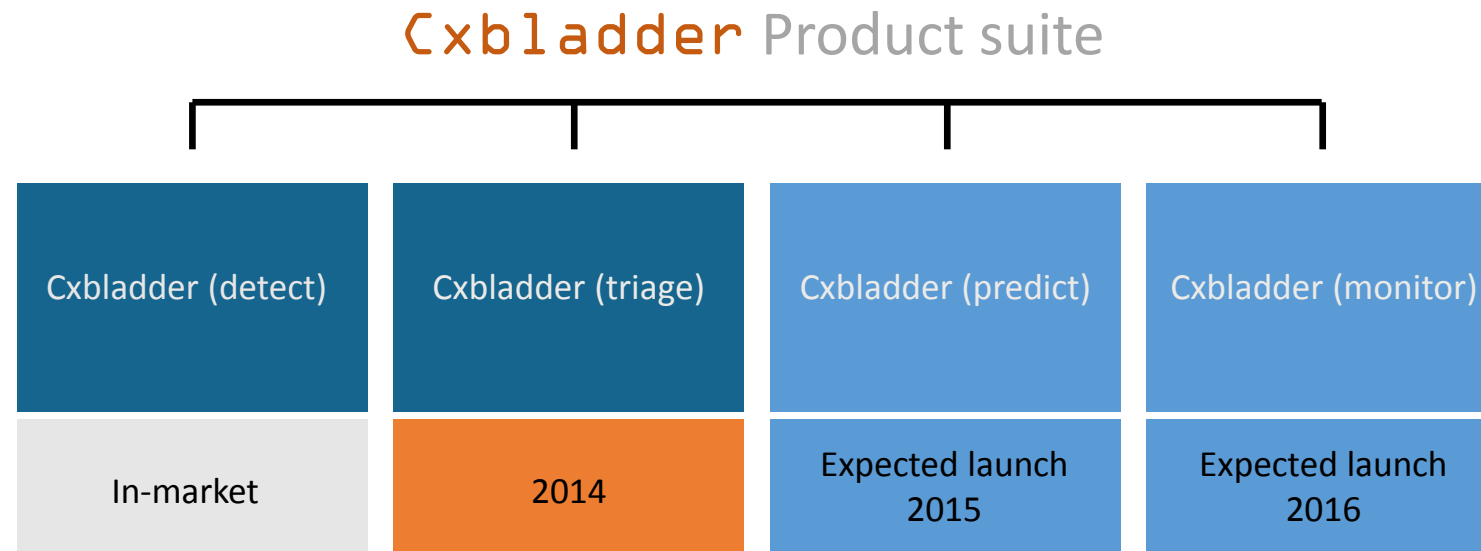 Cxbladder Product suite
Cxbladder (detect)
Cxbladder (triage)
Cxbladder (predict)
Cxbladder (monitor)
In-market
2014
Expected launch
2015
Expected launch
2016